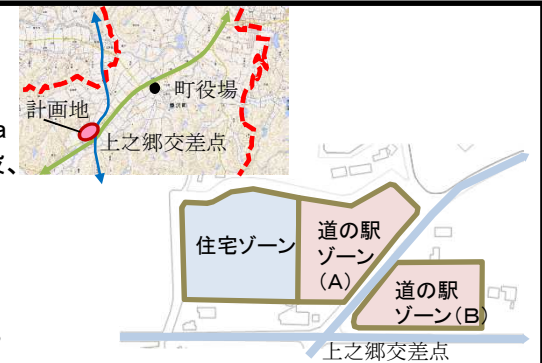 町役場
計画地
a
上之郷交差点
、
住宅ゾーン
道の駅
ゾーン
(A)
道の駅
ゾーン(B)
上之郷交差点